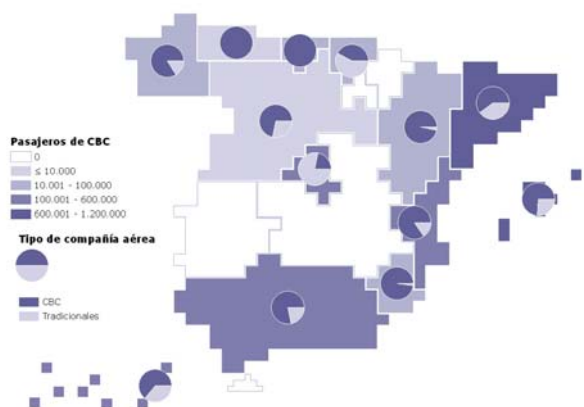 Pasajeros de CBC
0
≤ 10.000
10.001 - 100.000
100.001 - 600.000
600.001 - 1.200.000
Tipo de compañía aérea
CBC
Tradicionales